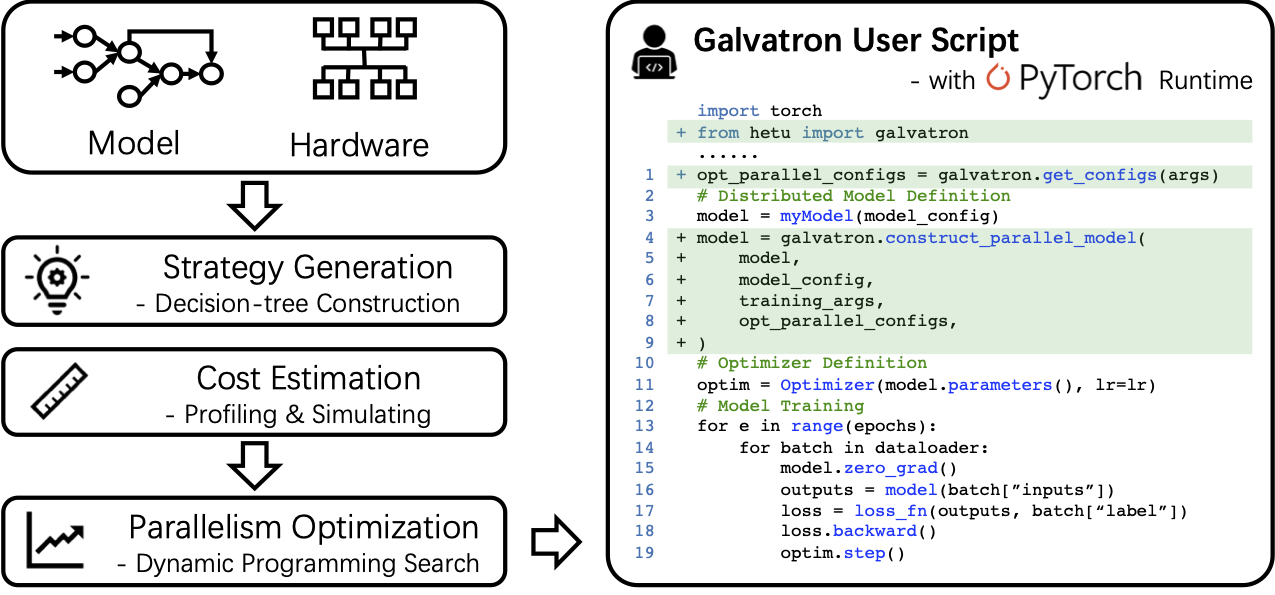 Model
Hardware
Strategy Generation
- Decision-tree Construction
Cost Estimation
- Profiling & Simulating
Parallelism Optimization
- Dynamic Programming Search
</>
Galvatron User Script
- with PyTorch Runtime
import torch
+ from hetu import galvatron
......
1 + opt_parallel_configs = galvatron.get_configs(args)
2 # Distributed Model Definition
3 model = myModel(model_config)
4 + model = galvatron.construct_parallel_model(
5 + model,
6 + model_config,
7 + training_args,
8 + opt_parallel_configs,
9 + )
10 # Optimizer Definition
11 optim = Optimizer(model.parameters(), lr=lr)
12 # Model Training
13 for e in range(epochs):
14 for batch in dataloader:
15 model.zero_grad()
16 outputs = model(batch[”inputs”])
17 loss = loss_fn(outputs, batch[“label”])
18 loss.backward()
19 optim.step()